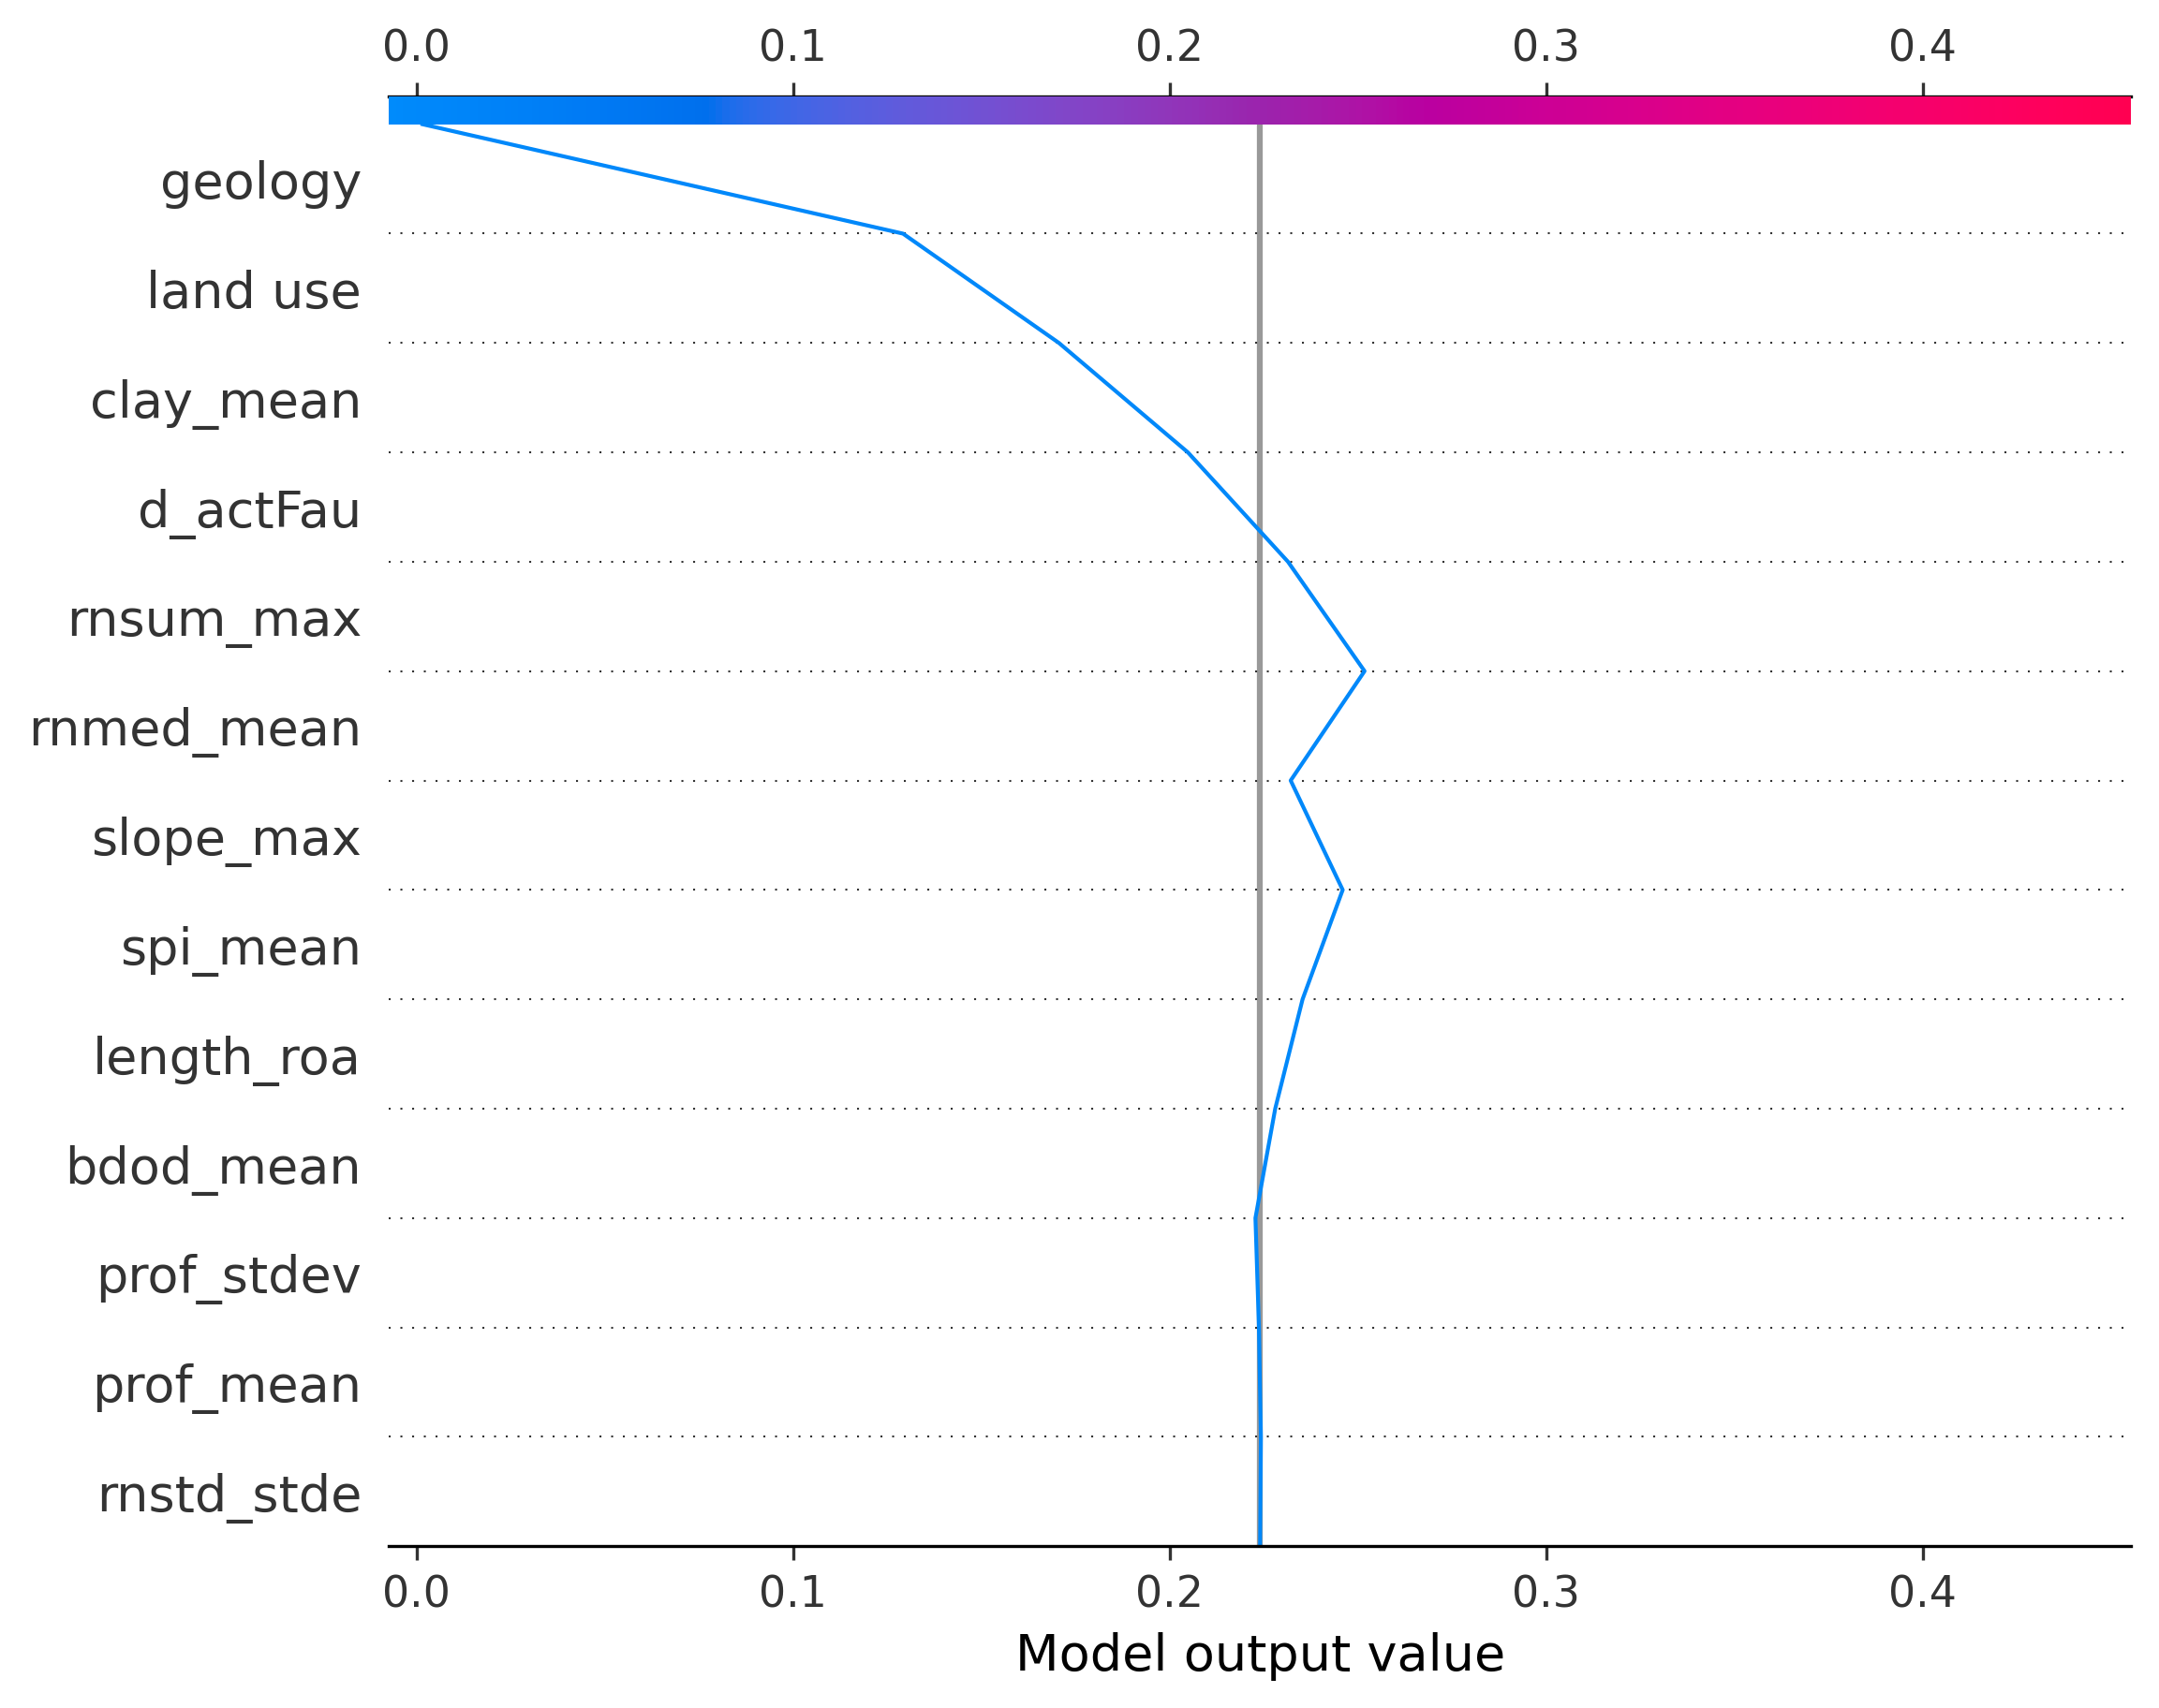 0.0 0.1 0.2 0.3 0.4
geology
land use
clay_mean
d_actFau
rnsum_max
rnmed_mean
slope_max
spi_mean
length_roa
bdod_mean
prof_stdev
prof_mean
rnstd_stde
0.0 0.1 0.2 0.3 0.4
Model output value